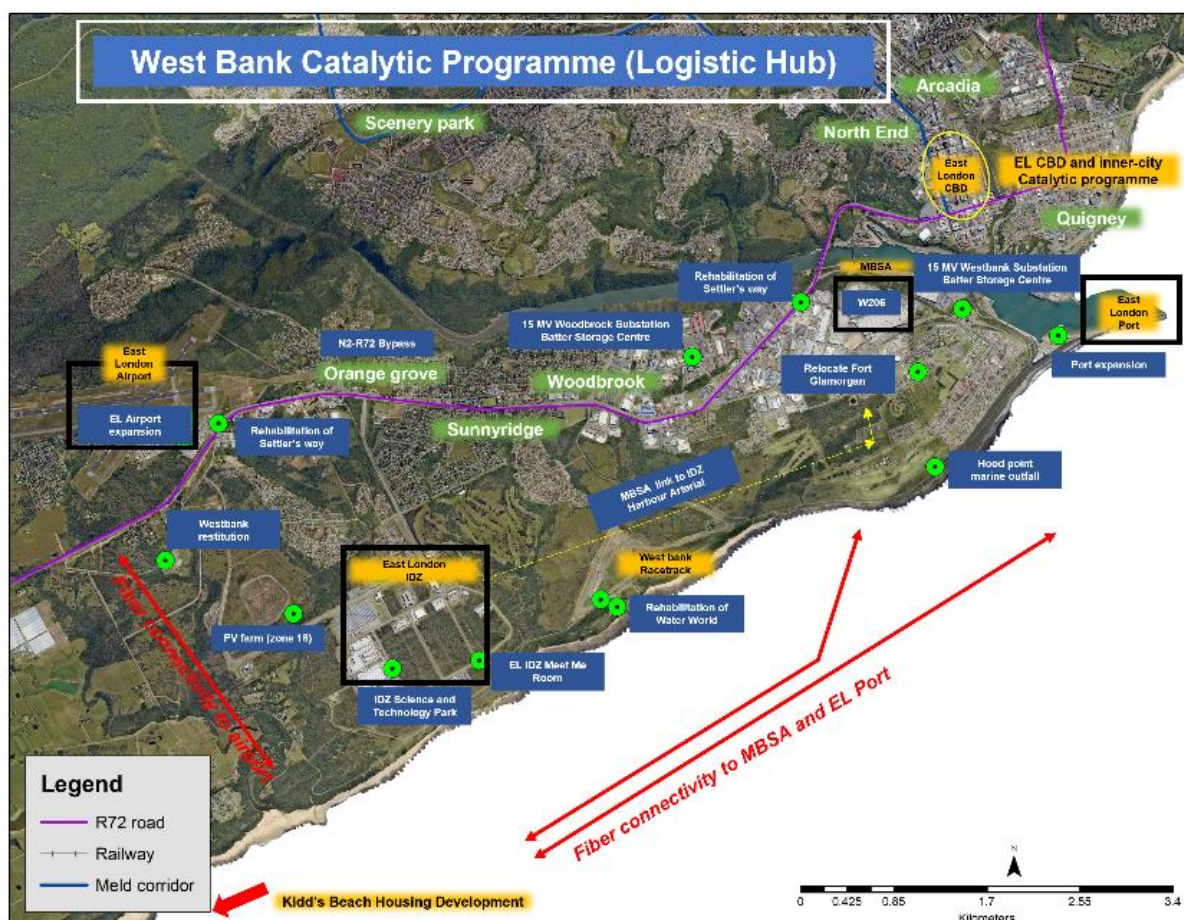 West Bank Catalytic Programme (Logistic Hub)
Arcadia
Scenery park
North End
East
London
CBD
EL CBD and inner-city
Catalytic programme
Quigney
MBSA
15 MV Westbank Substation
Batter Storage Centre
Rehabilitation of
Settler's way
W206
East
London
Port
15 MV Woodbrock Substation
Batter Storage Centre
N2-R72 Bypass
East
London
Airport
Orange grove
Woodbrook
Relocate Fort
Glamorgan
Port expansion
EL Airport
expansion
Rehabilitation of
Settler's way
Sunnyridge
Hood point
marine outfall
MBSA link to IDZ
Harbour Arterial
Westbank
restitution
East London
IDZ
West bank
Racetrack
PV farm (zone 18)
Rehabilitation of
Water World
EL IDZ Meet Me
Room
IDZ Science and
Technology Park
Fiber connectivity to airport
Fiber connectivity to MBSA and EL Port
Legend
R72 road
Railway
Meld corridor
Kidd's Beach Housing Development
N
0 0.425 0.85 1.7 2.55 3.4
Kilometers